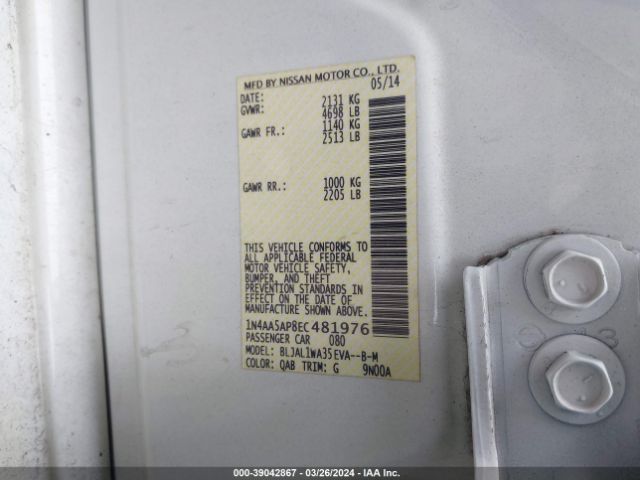 MFD BY NISSAN MOTOR CO., LTD.
DATE: 05/14
GVWR: 2131 KG
4698 LB
GAWR FR.: 1140 KG
2513 LB
GAWR RR.: 1000 KG
2205 LB
THIS VEHICLE CONFORMS TO
ALL APPLICABLE FEDERAL
MOTOR VEHICLE SAFETY,
BUMPER, AND THEFT
PREVENTION STANDARDS IN
EFFECT ON THE DATE OF
MANUFACTURE SHOWN ABOVE.
1N4AA5AP8EC481976
PASSENGER CAR 080
MODEL: BLJAL1WA35EVA--B-M
COLOR: QAB TRIM: G 9N00A
000-39042867 - 03/26/2024 - IAA Inc.